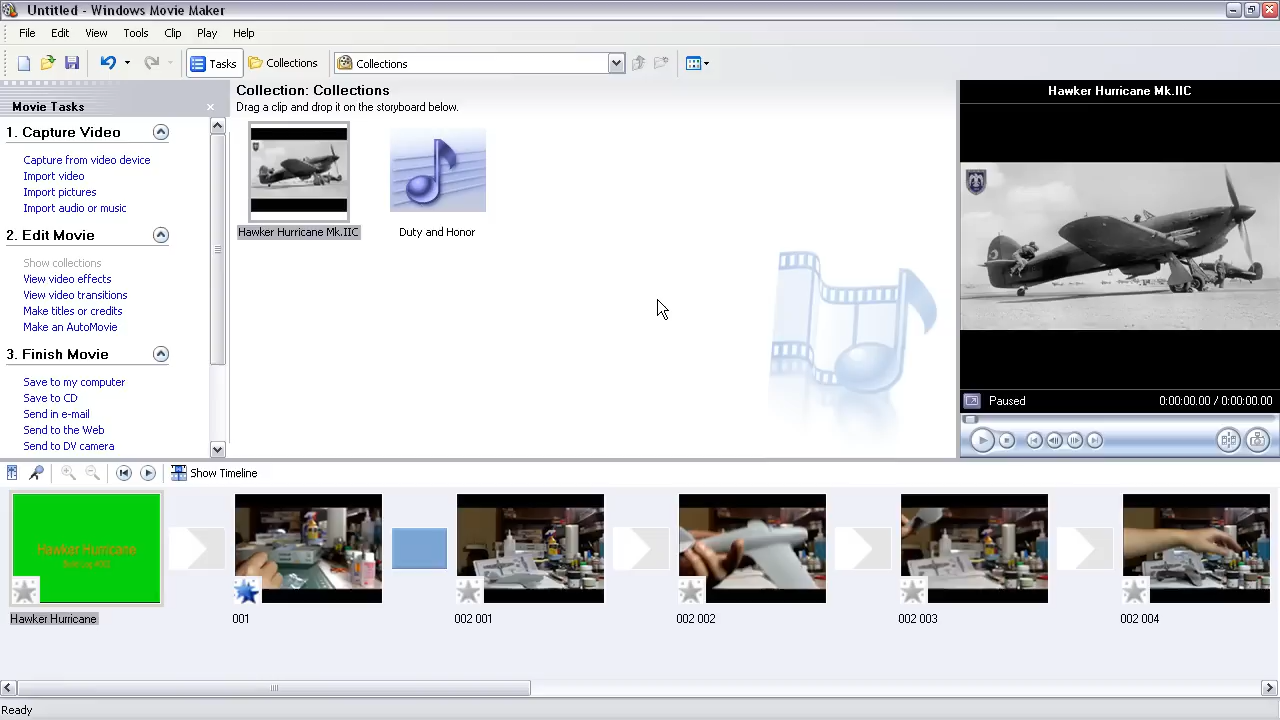 Untitled - Windows Movie Maker
File Edit View Tools Clip Play Help
Tasks Collections Collections
Movie Tasks
1. Capture Video
Capture from video device
Import video
Import pictures
Import audio or music
2. Edit Movie
Show collections
View video effects
View video transitions
Make titles or credits
Make an AutoMovie
3. Finish Movie
Save to my computer
Save to CD
Send in e-mail
Send to the Web
Send to DV camera
Collection: Collections
Drag a clip and drop it on the storyboard below.
Hawker Hurricane Mk.IIC
Duty and Honor
Hawker Hurricane Mk.IIC
Paused 0:00:00.00 / 0:00:00.00
Show Timeline
Hawker Hurricane
Hawker Hurricane
001
002 001
002 002
002 003
002 004
Ready